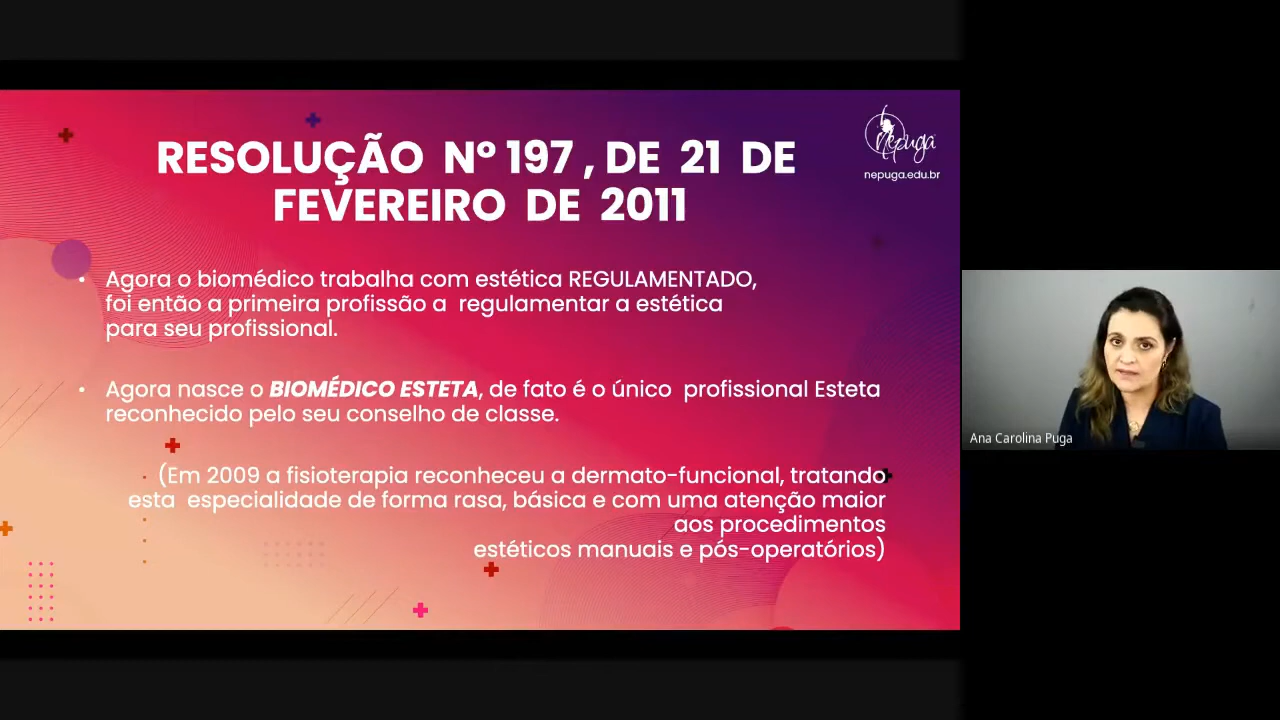 RESOLUÇÃO Nº 197 , DE 21 DE
FEVEREIRO DE 2011
nepuga
nepuga.edu.br
• Agora o biomédico trabalha com estética REGULAMENTADO,
foi então a primeira profissão a regulamentar a estética
para seu profissional.
• Agora nasce o BIOMÉDICO ESTETA, de fato é o único profissional Esteta
reconhecido pelo seu conselho de classe.
(Em 2009 a fisioterapia reconheceu a dermato-funcional, tratando
esta especialidade de forma rasa, básica e com uma atenção maior
aos procedimentos
estéticos manuais e pós-operatórios)
Ana Carolina Puga